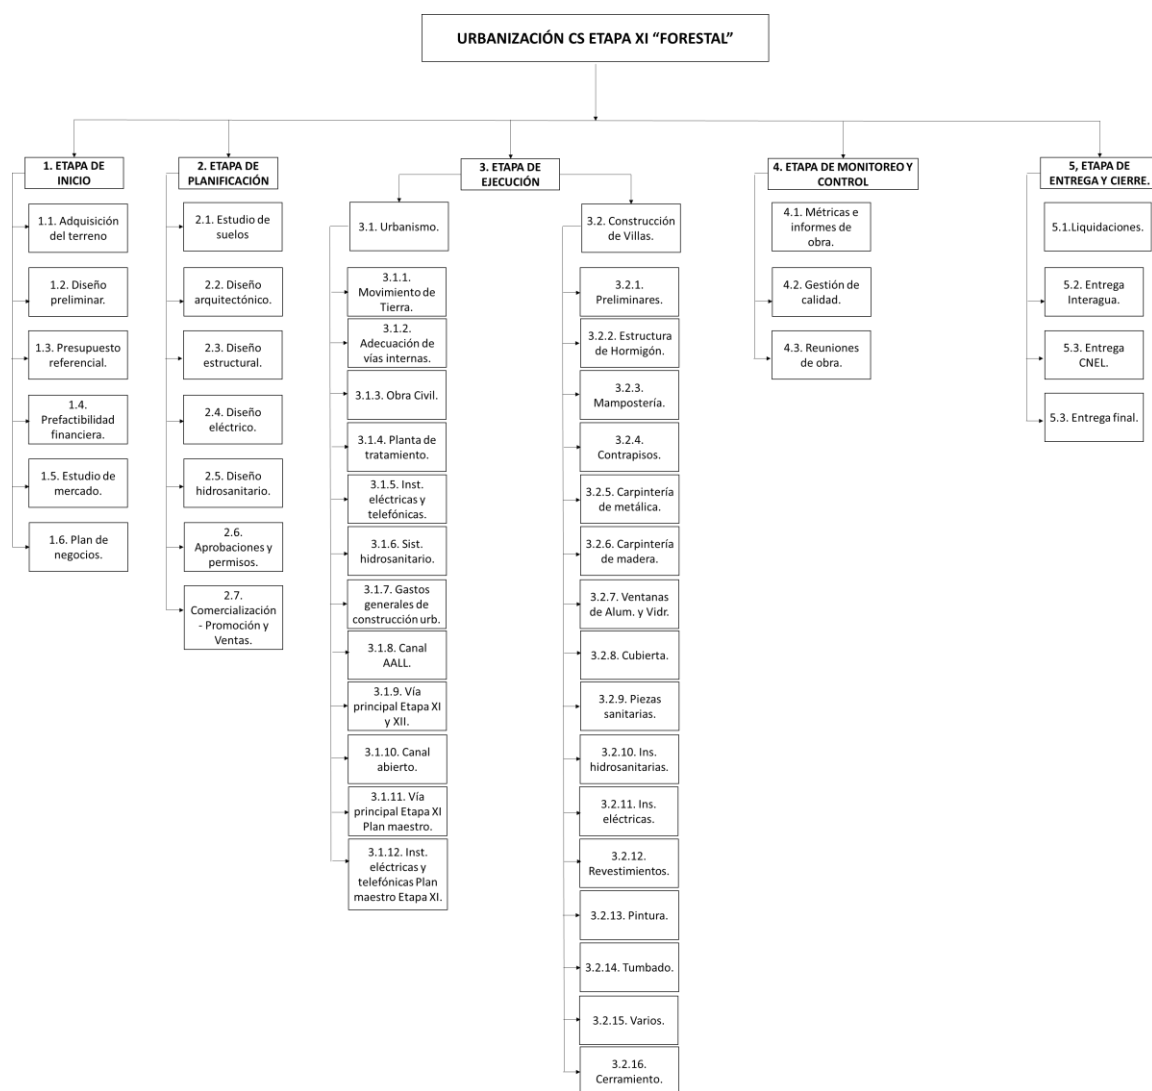 URBANIZACIÓN CS ETAPA XI “FORESTAL”
1. ETAPA DE
INICIO
1.1. Adquisición
del terreno
1.2. Diseño
preliminar.
1.3. Presupuesto
referencial.
1.4.
Prefactibilidad
financiera.
1.5. Estudio de
mercado.
1.6. Plan de
negocios.
2. ETAPA DE
PLANIFICACIÓN
2.1. Estudio de
suelos
2.2. Diseño
arquitectónico.
2.3. Diseño
estructural.
2.4. Diseño
eléctrico.
2.5. Diseño
hidrosanitario.
2.6.
Aprobaciones y
permisos.
2.7.
Comercialización
- Promoción y
Ventas.
3. ETAPA DE
EJECUCIÓN
3.1. Urbanismo.
3.1.1.
Movimiento de
Tierra.
3.1.2.
Adecuación de
vías internas.
3.1.3. Obra Civil.
3.1.4. Planta de
tratamiento.
3.1.5. Inst.
eléctricas y
telefónicas.
3.1.6. Sist.
hidrosanitario.
3.1.7. Gastos
generales de
construcción urb.
3.1.8. Canal
AALL.
3.1.9. Vía
principal Etapa XI
y XII.
3.1.10. Canal
abierto.
3.1.11. Vía
principal Etapa XI
Plan maestro.
3.1.12. Inst.
eléctricas y
telefónicas Plan
maestro Etapa XI.
3.2. Construcción
de Villas.
3.2.1.
Preliminares.
3.2.2. Estructura
de Hormigón.
3.2.3.
Mampostería.
3.2.4.
Contrapisos.
3.2.5. Carpintería
de metálica.
3.2.6. Carpintería
de madera.
3.2.7. Ventanas
de Alum. y Vidr.
3.2.8. Cubierta.
3.2.9. Piezas
sanitarias.
3.2.10. Ins.
hidrosanitarias.
3.2.11. Ins.
eléctricas.
3.2.12.
Revestimientos.
3.2.13. Pintura.
3.2.14. Tumbado.
3.2.15. Varios.
3.2.16.
Cerramiento.
4. ETAPA DE MONITOREO Y
CONTROL
4.1. Métricas e
informes de
obra.
4.2. Gestión de
calidad.
4.3. Reuniones
de obra.
5, ETAPA DE
ENTREGA Y CIERRE.
5.1.Liquidaciones.
5.2. Entrega
Interagua.
5.3. Entrega
CNEL.
5.3. Entrega final.